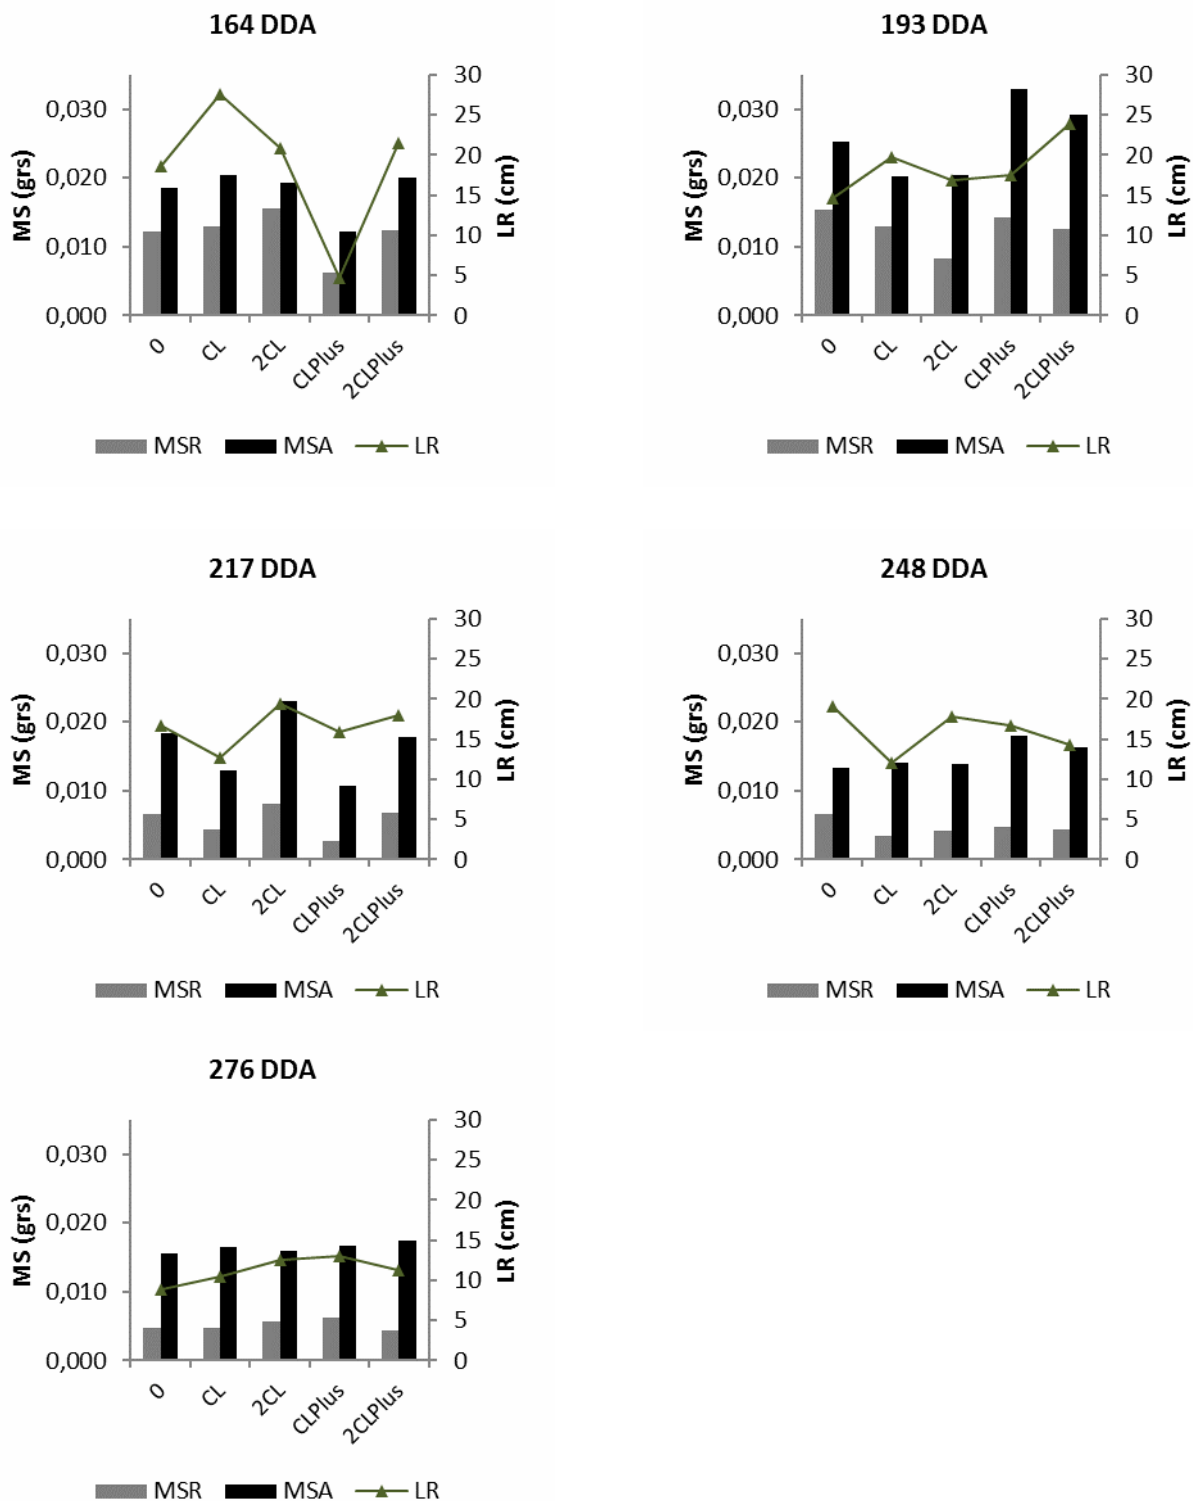 164 DDA
MS (grs)
0,030
0,020
0,010
0,000
30
25
20
15
10
5
0
LR (cm)
0 CL 2CL CLPlus 2CLPlus
MSR MSA LR
193 DDA
MS (grs)
0,030
0,020
0,010
0,000
30
25
20
15
10
5
0
LR (cm)
0 CL 2CL CLPlus 2CLPlus
MSR MSA LR
217 DDA
MS (grs)
0,030
0,020
0,010
0,000
30
25
20
15
10
5
0
LR (cm)
0 CL 2CL CLPlus 2CLPlus
MSR MSA LR
248 DDA
MS (grs)
0,030
0,020
0,010
0,000
30
25
20
15
10
5
0
LR (cm)
0 CL 2CL CLPlus 2CLPlus
MSR MSA LR
276 DDA
MS (grs)
0,030
0,020
0,010
0,000
30
25
20
15
10
5
0
LR (cm)
0 CL 2CL CLPlus 2CLPlus
MSR MSA LR